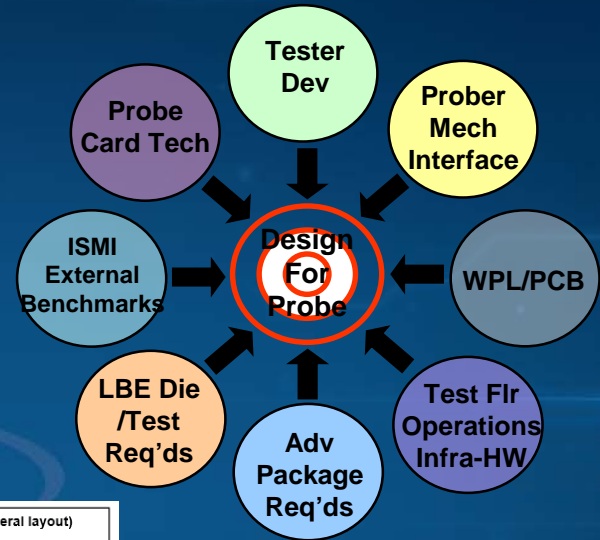 Tester
Dev
Probe
Card Tech
Prober
Mech
Interface
ISMI
External
Benchmarks
Design
For
Probe
WPL/PCB
LBE Die
/Test
Req'ds
Adv
Package
Req'ds
Test Flr
Operations
Infra-HW
eral layout)